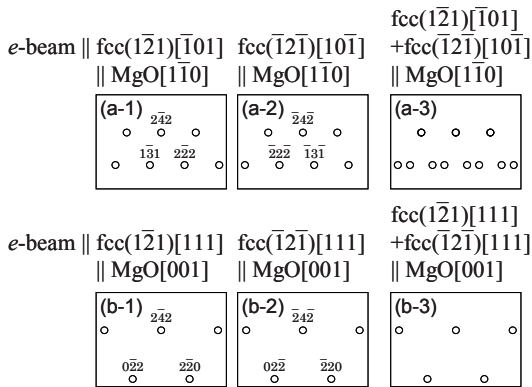 fcc(12̄1)[1̄01]
e-beam || fcc(12̄1)[1̄01] fcc(1̄21̄)[101̄] +fcc(1̄21̄)[101̄]
|| MgO[11̄0] || MgO[11̄0] || MgO[11̄0]
(a-1) (a-2) (a-3)
24̄2 2̄42̄
13̄1 22̄2 2̄22̄ 1̄31̄
fcc(12̄1)[111]
e-beam || fcc(12̄1)[111] fcc(1̄21̄)[111] +fcc(1̄21̄)[111]
|| MgO[001] || MgO[001] || MgO[001]
(b-1) (b-2) (b-3)
24̄2 2̄42̄
02̄2 22̄0 022̄ 2̄20